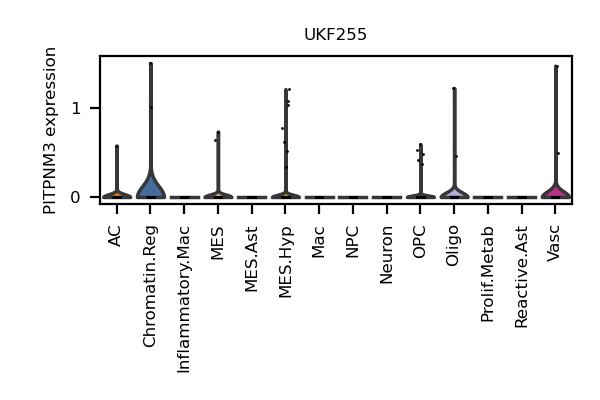 UKF255
PITPNM3 expression
1
0
AC
Chromatin.Reg
Inflammatory.Mac
MES
MES.Ast
MES.Hyp
Mac
NPC
Neuron
OPC
Oligo
Prolif.Metab
Reactive.Ast
Vasc